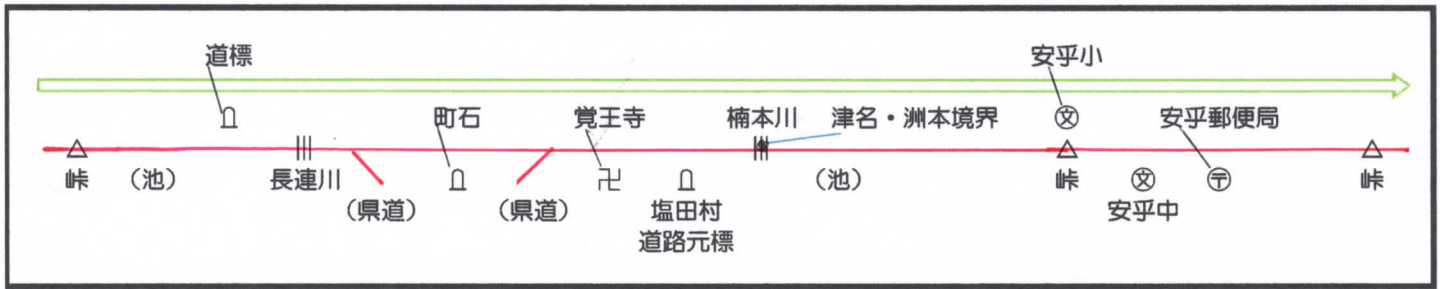 道標
安乎小
町石
覚王寺
楠本川
津名・洲本境界
文
安乎郵便局
峠
(池)
長連川
(池)
峠
文
〒
峠
(県道)
(県道)
塩田村
道路元標
安乎中